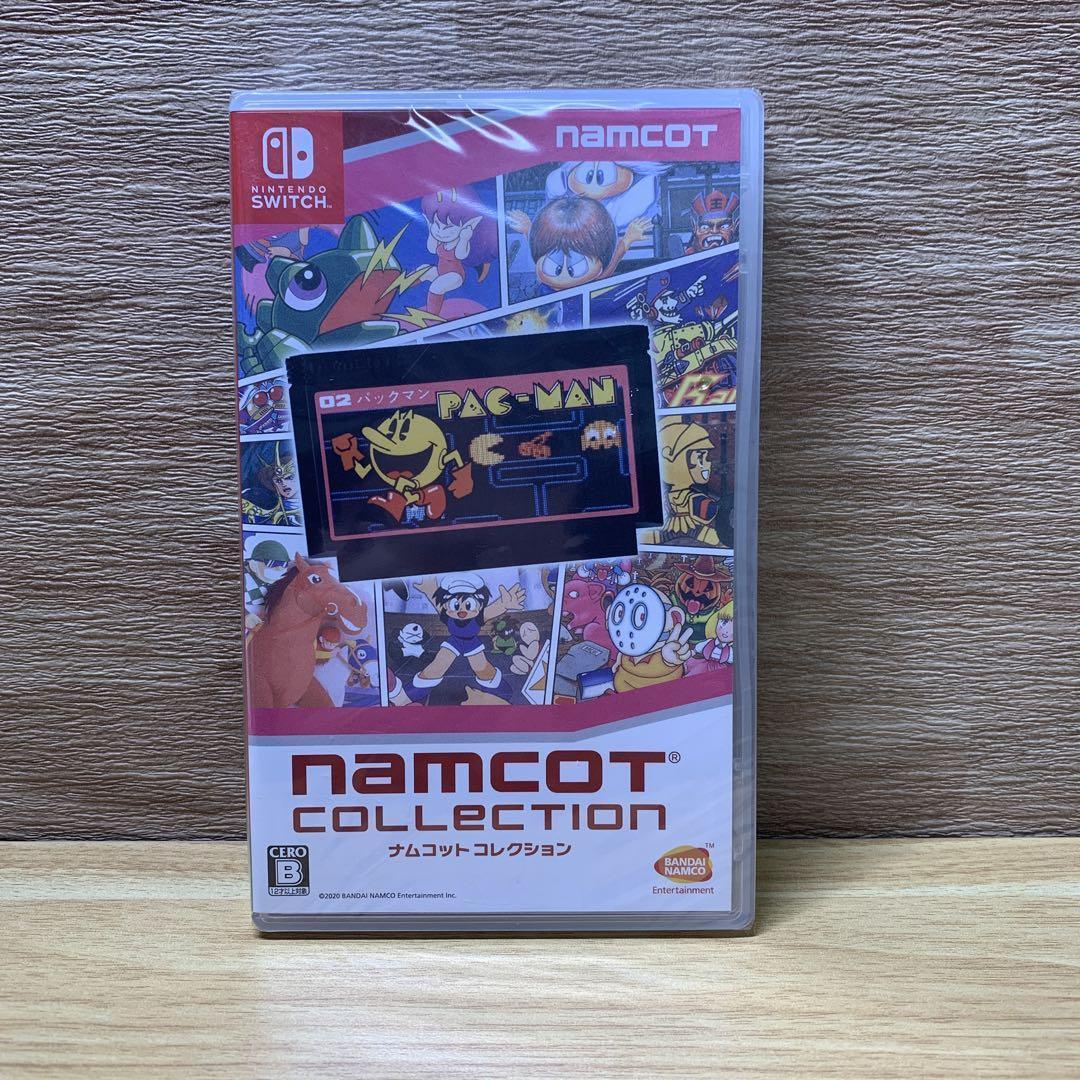 NINTENDO
SWITCH™
namcoT
02 パックマン
PAC-MAN
namcoT®
coLLecTion
ナムコット コレクション
CERO
B
12才以上対象
©2020 BANDAI NAMCO Entertainment Inc.
BANDAI
NAMCO
™
Entertainment